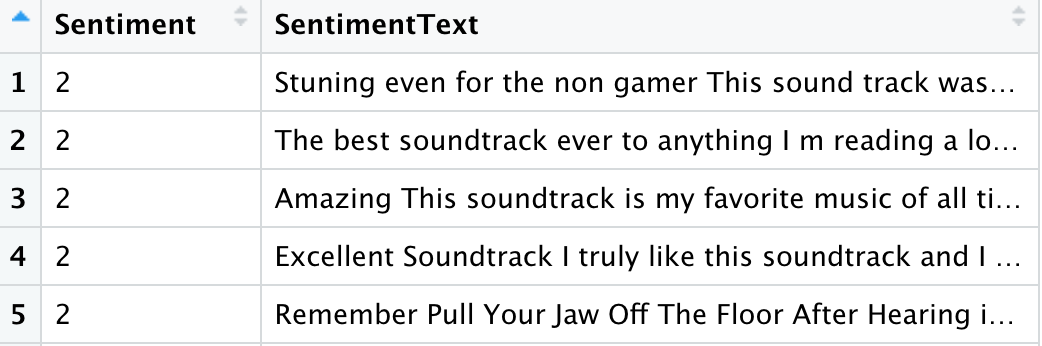 Sentiment SentimentText
1 2 Stuning even for the non gamer This sound track was…
2 2 The best soundtrack ever to anything I m reading a lo…
3 2 Amazing This soundtrack is my favorite music of all ti…
4 2 Excellent Soundtrack I truly like this soundtrack and I …
5 2 Remember Pull Your Jaw Off The Floor After Hearing i…